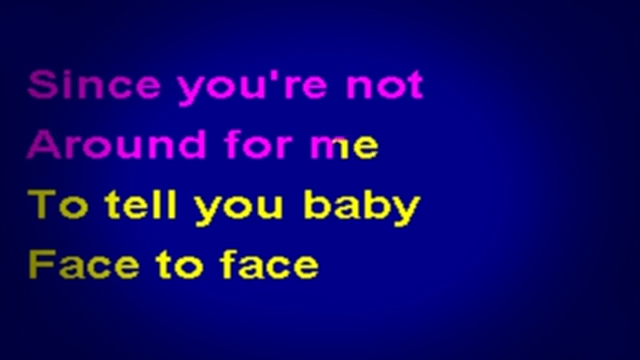 Since you're not
Around for me
To tell you baby
Face to face